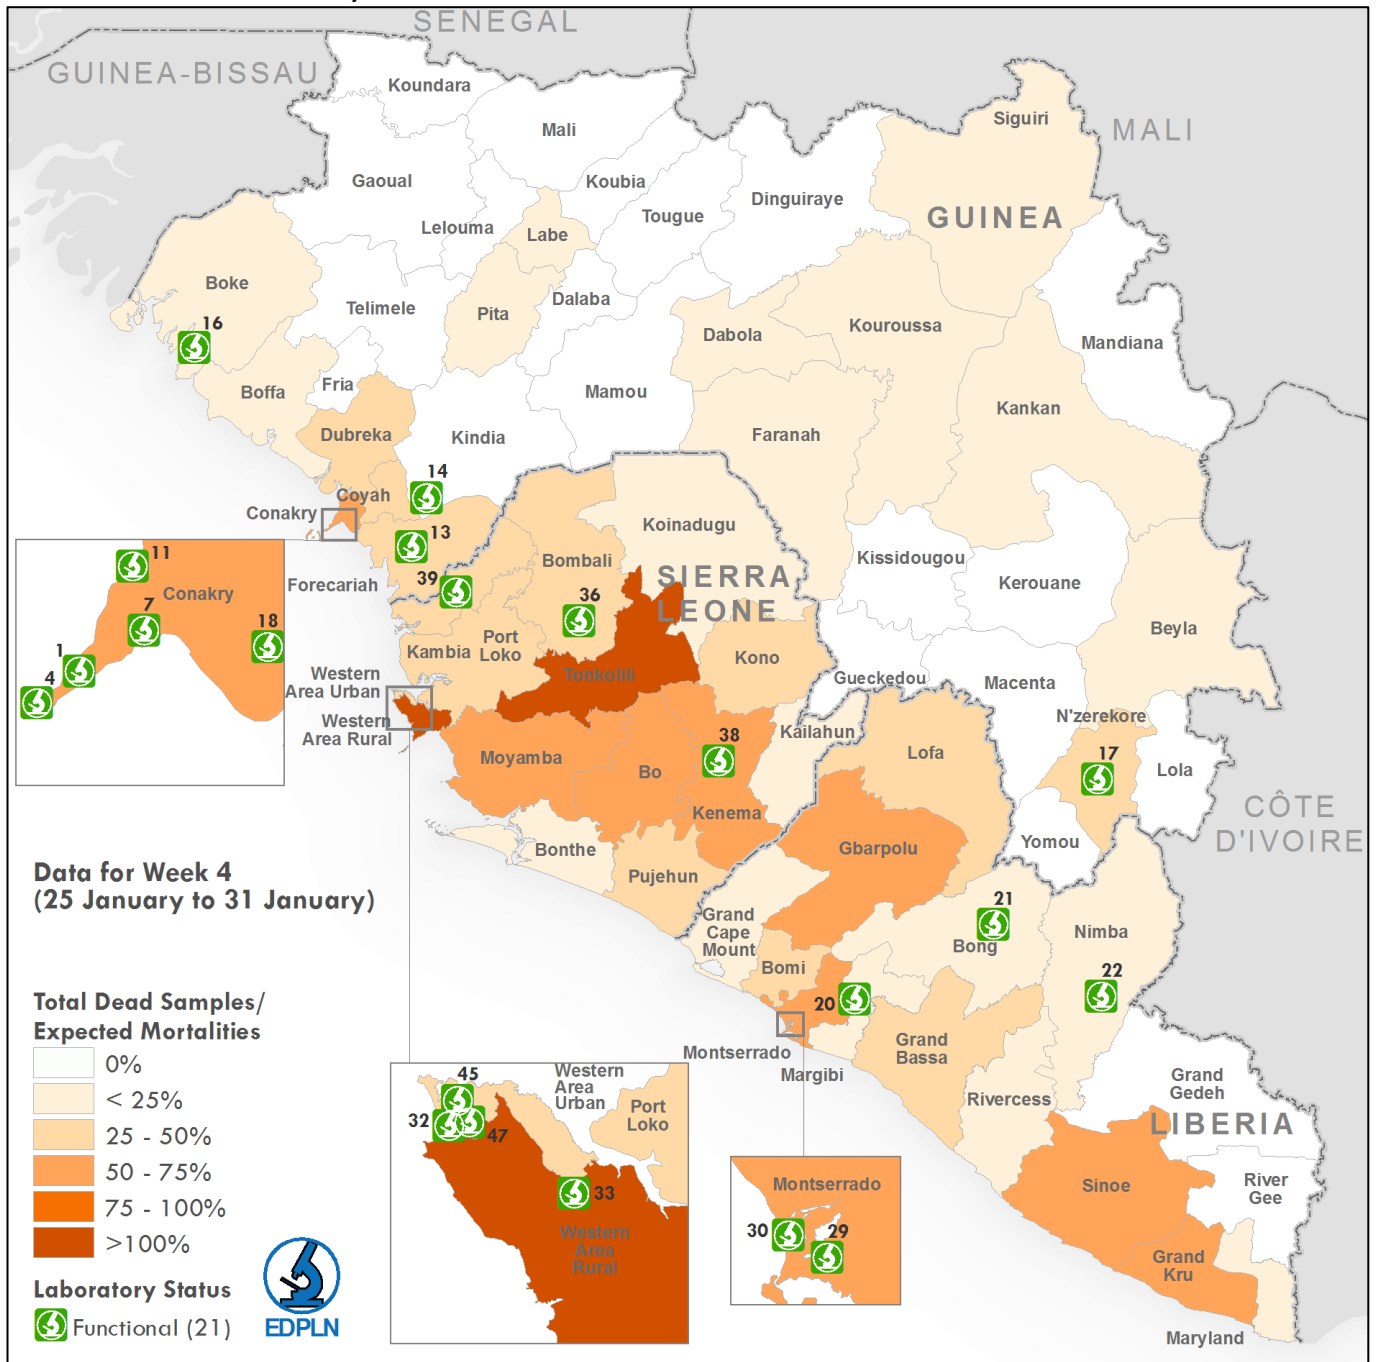 SENEGAL
GUINEA-BISSAU
MALI
GUINEA
CÔTE
D'IVOIRE
Koundara
Mali
Siguiri
Gaoual
Koubia
Dinguiraye
Tougue
Lelouma
Labe
Boke
Telimele
Dalaba
Pita
16
Dabola
Kouroussa
Mandiana
Boffa
Fria
Mamou
Kankan
Dubreka
Kindia
Faranah
14
Coyah
Conakry
13
Koinadugu
Forecariah
39
Bombali
36
SIERRA
LEONE
Kissidougou
Kerouane
Beyla
Kambia
Port
Loko
Kono
Tonkolili
Gueckedou
Macenta
Western
Area Urban
Western
Area Rural
N'zerekore
17
Lola
Kailahun
38
Moyamba
Bo
Kenema
Lofa
Yomou
Gbarpolu
Bonthe
Pujehun
Grand
Cape
Mount
21
Bong
Nimba
22
Bomi
20
Montserrado
Margibi
Grand
Bassa
Rivercess
Grand
Gedeh
LIBERIA
Sinoe
River
Gee
Grand
Kru
Maryland
11
Conakry
7
18
1
4
Data for Week 4
(25 January to 31 January)
Total Dead Samples/
Expected Mortalities
0%
< 25%
25 - 50%
50 - 75%
75 - 100%
>100%
Laboratory Status
Functional (21)
EDPLN
45
Western
Area
Urban
Port
Loko
32
47
33
Western
Area
Rural
Montserrado
30
29